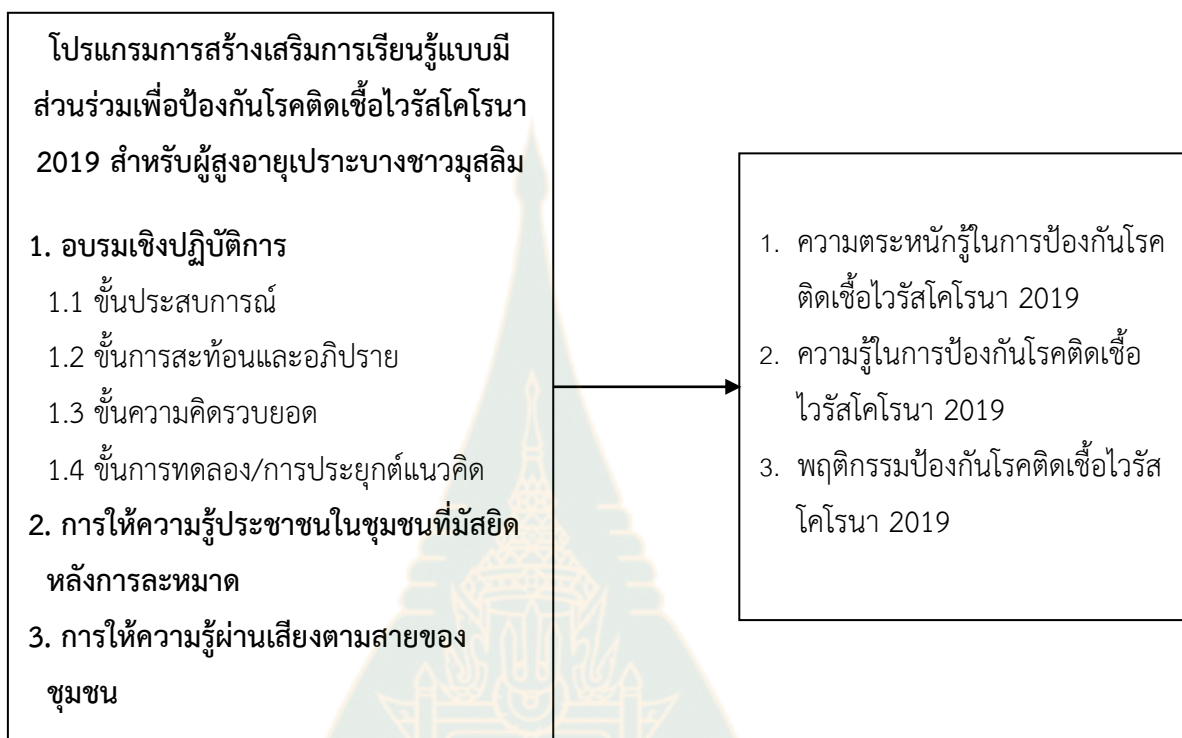 โปรแกรมการสร้างเสริมการเรียนรู้แบบมี
ส่วนร่วมเพื่อป้องกันโรคติดเชื้อไวรัสโคโรนา
2019 สำหรับผู้สูงอายุเปราะบางชาวมุสลิม
1. อบรมเชิงปฏิบัติการ
1.1 ขั้นประสบการณ์
1.2 ขั้นการสะท้อนและอภิปราย
1.3 ขั้นความคิดรวบยอด
1.4 ขั้นการทดลอง/การประยุกต์แนวคิด
2. การให้ความรู้ประชาชนในชุมชนที่มัสยิด
หลังการละหมาด
3. การให้ความรู้ผ่านเสียงตามสายของ
ชุมชน
1. ความตระหนักรู้ในการป้องกันโรค
ติดเชื้อไวรัสโคโรนา 2019
2. ความรู้ในการป้องกันโรคติดเชื้อ
ไวรัสโคโรนา 2019
3. พฤติกรรมป้องกันโรคติดเชื้อไวรัส
โคโรนา 2019